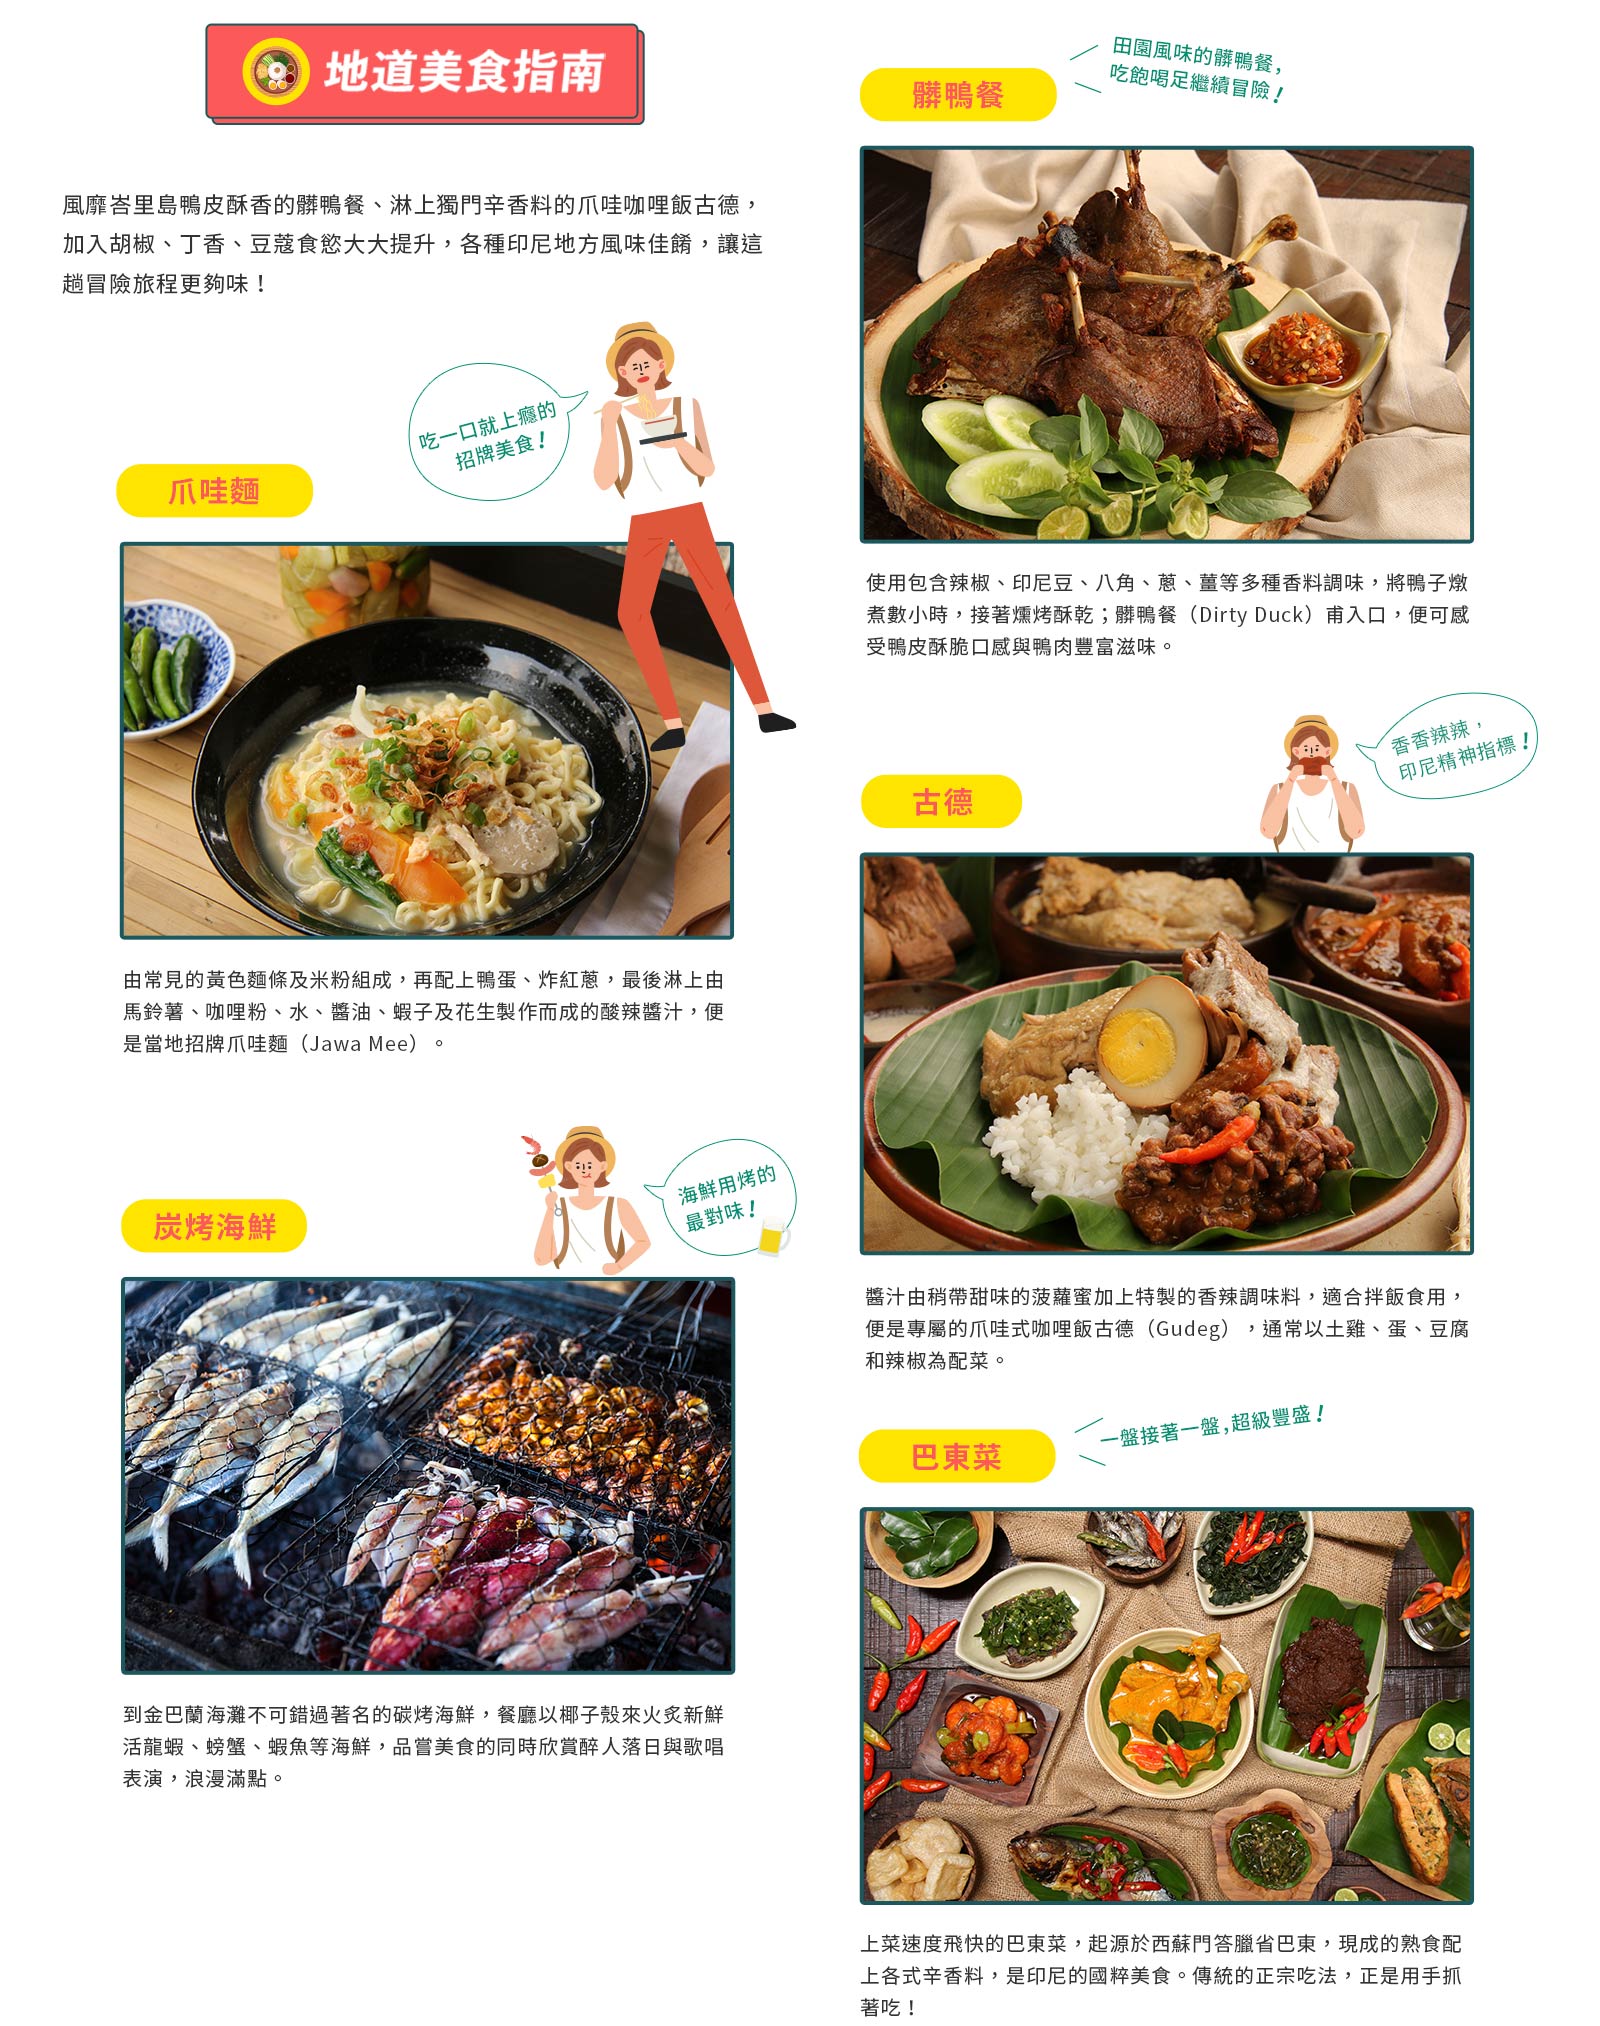 地道美食指南
風靡峇里島鴨皮酥香的髒鴨餐、淋上獨門辛香料的爪哇咖哩飯古德，
加入胡椒、丁香、豆蔻食慾大大提升，各種印尼地方風味佳餚，讓這
趟冒險旅程更夠味！
吃一口就上癮的
招牌美食！
爪哇麵
由常見的黃色麵條及米粉組成，再配上鴨蛋、炸紅蔥，最後淋上由
馬鈴薯、咖哩粉、水、醬油、蝦子及花生製作而成的酸辣醬汁，便
是當地招牌爪哇麵（Jawa Mee）。
海鮮用烤的
最對味！
炭烤海鮮
到金巴蘭海灘不可錯過著名的碳烤海鮮，餐廳以椰子殼來火炙新鮮
活龍蝦、螃蟹、蝦魚等海鮮，品嘗美食的同時欣賞醉人落日與歌唱
表演，浪漫滿點。
田園風味的髒鴨餐，
吃飽喝足繼續冒險！
髒鴨餐
使用包含辣椒、印尼豆、八角、蔥、薑等多種香料調味，將鴨子燉
煮數小時，接著燻烤酥乾；髒鴨餐（Dirty Duck）甫入口，便可感
受鴨皮酥脆口感與鴨肉豐富滋味。
香香辣辣，
印尼精神指標！
古德
醬汁由稍帶甜味的菠蘿蜜加上特製的香辣調味料，適合拌飯食用，
便是專屬的爪哇式咖哩飯古德（Gudeg），通常以土雞、蛋、豆腐
和辣椒為配菜。
一盤接著一盤，超級豐盛！
巴東菜
上菜速度飛快的巴東菜，起源於西蘇門答臘省巴東，現成的熟食配
上各式辛香料，是印尼的國粹美食。傳統的正宗吃法，正是用手抓
著吃！